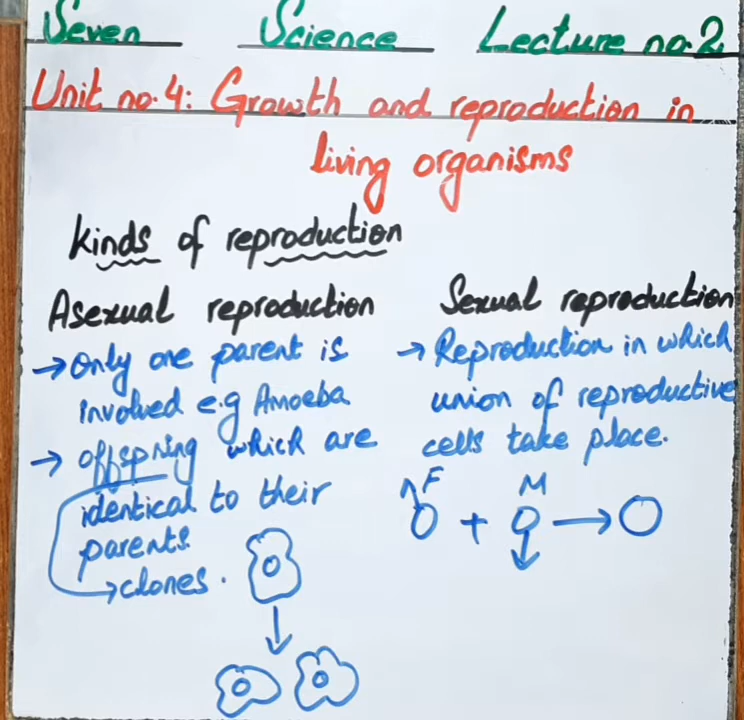 Seven Science Lecture no.2
Unit no.4: Growth and reproduction in
living organisms
Kinds of reproduction
Asexual reproduction
→ Only one parent is
involved e.g Amoeba
→ offspring which are
identical to their
parents
→ clones.
Sexual reproduction
→ Reproduction in which
union of reproductive
cells take place.
F M
+ →